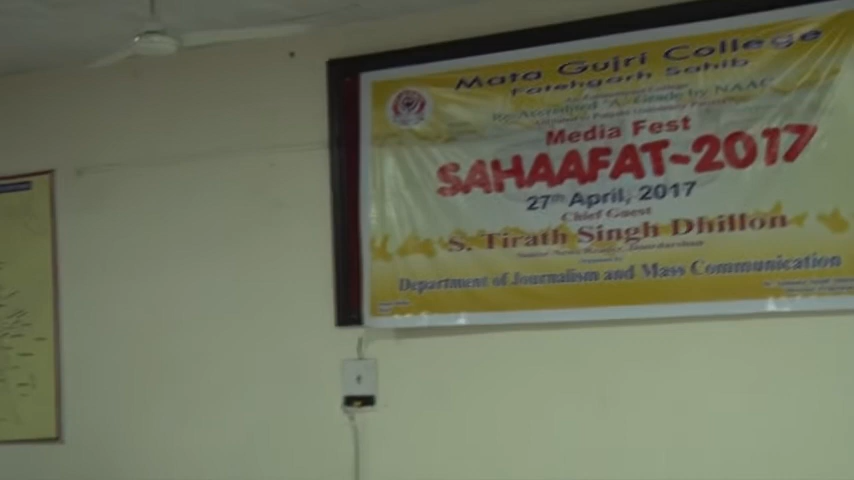 Mata Gujri College
Fatehgarh Sahib
Re-Accredited "A" Grade by NAAC
Media Fest
SAHAAFAT-2017
27th April, 2017
Chief Guest
S. Tirath Singh Dhillon
Department of Journalism and Mass Communication